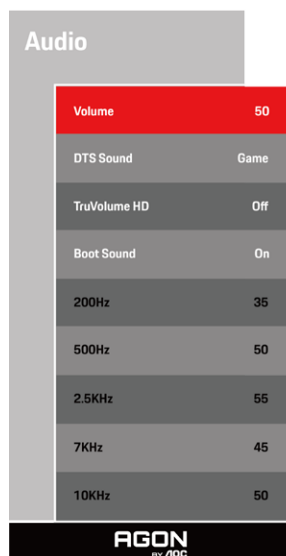 Audio
Volume 50
DTS Sound Game
TruVolume HD Off
Boot Sound On
200Hz 35
500Hz 50
2.5KHz 55
7KHz 45
10KHz 50
AGON
BY AOC